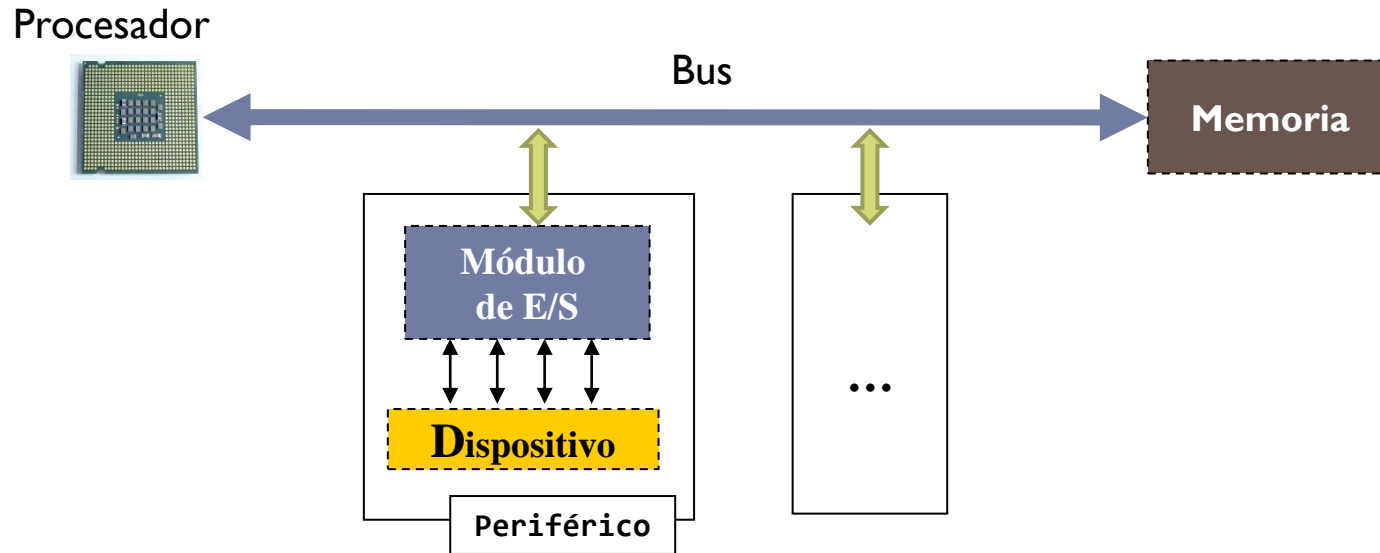 Procesador
Bus
Memoria
Módulo
de E/S
...
Dispositivo
Periférico